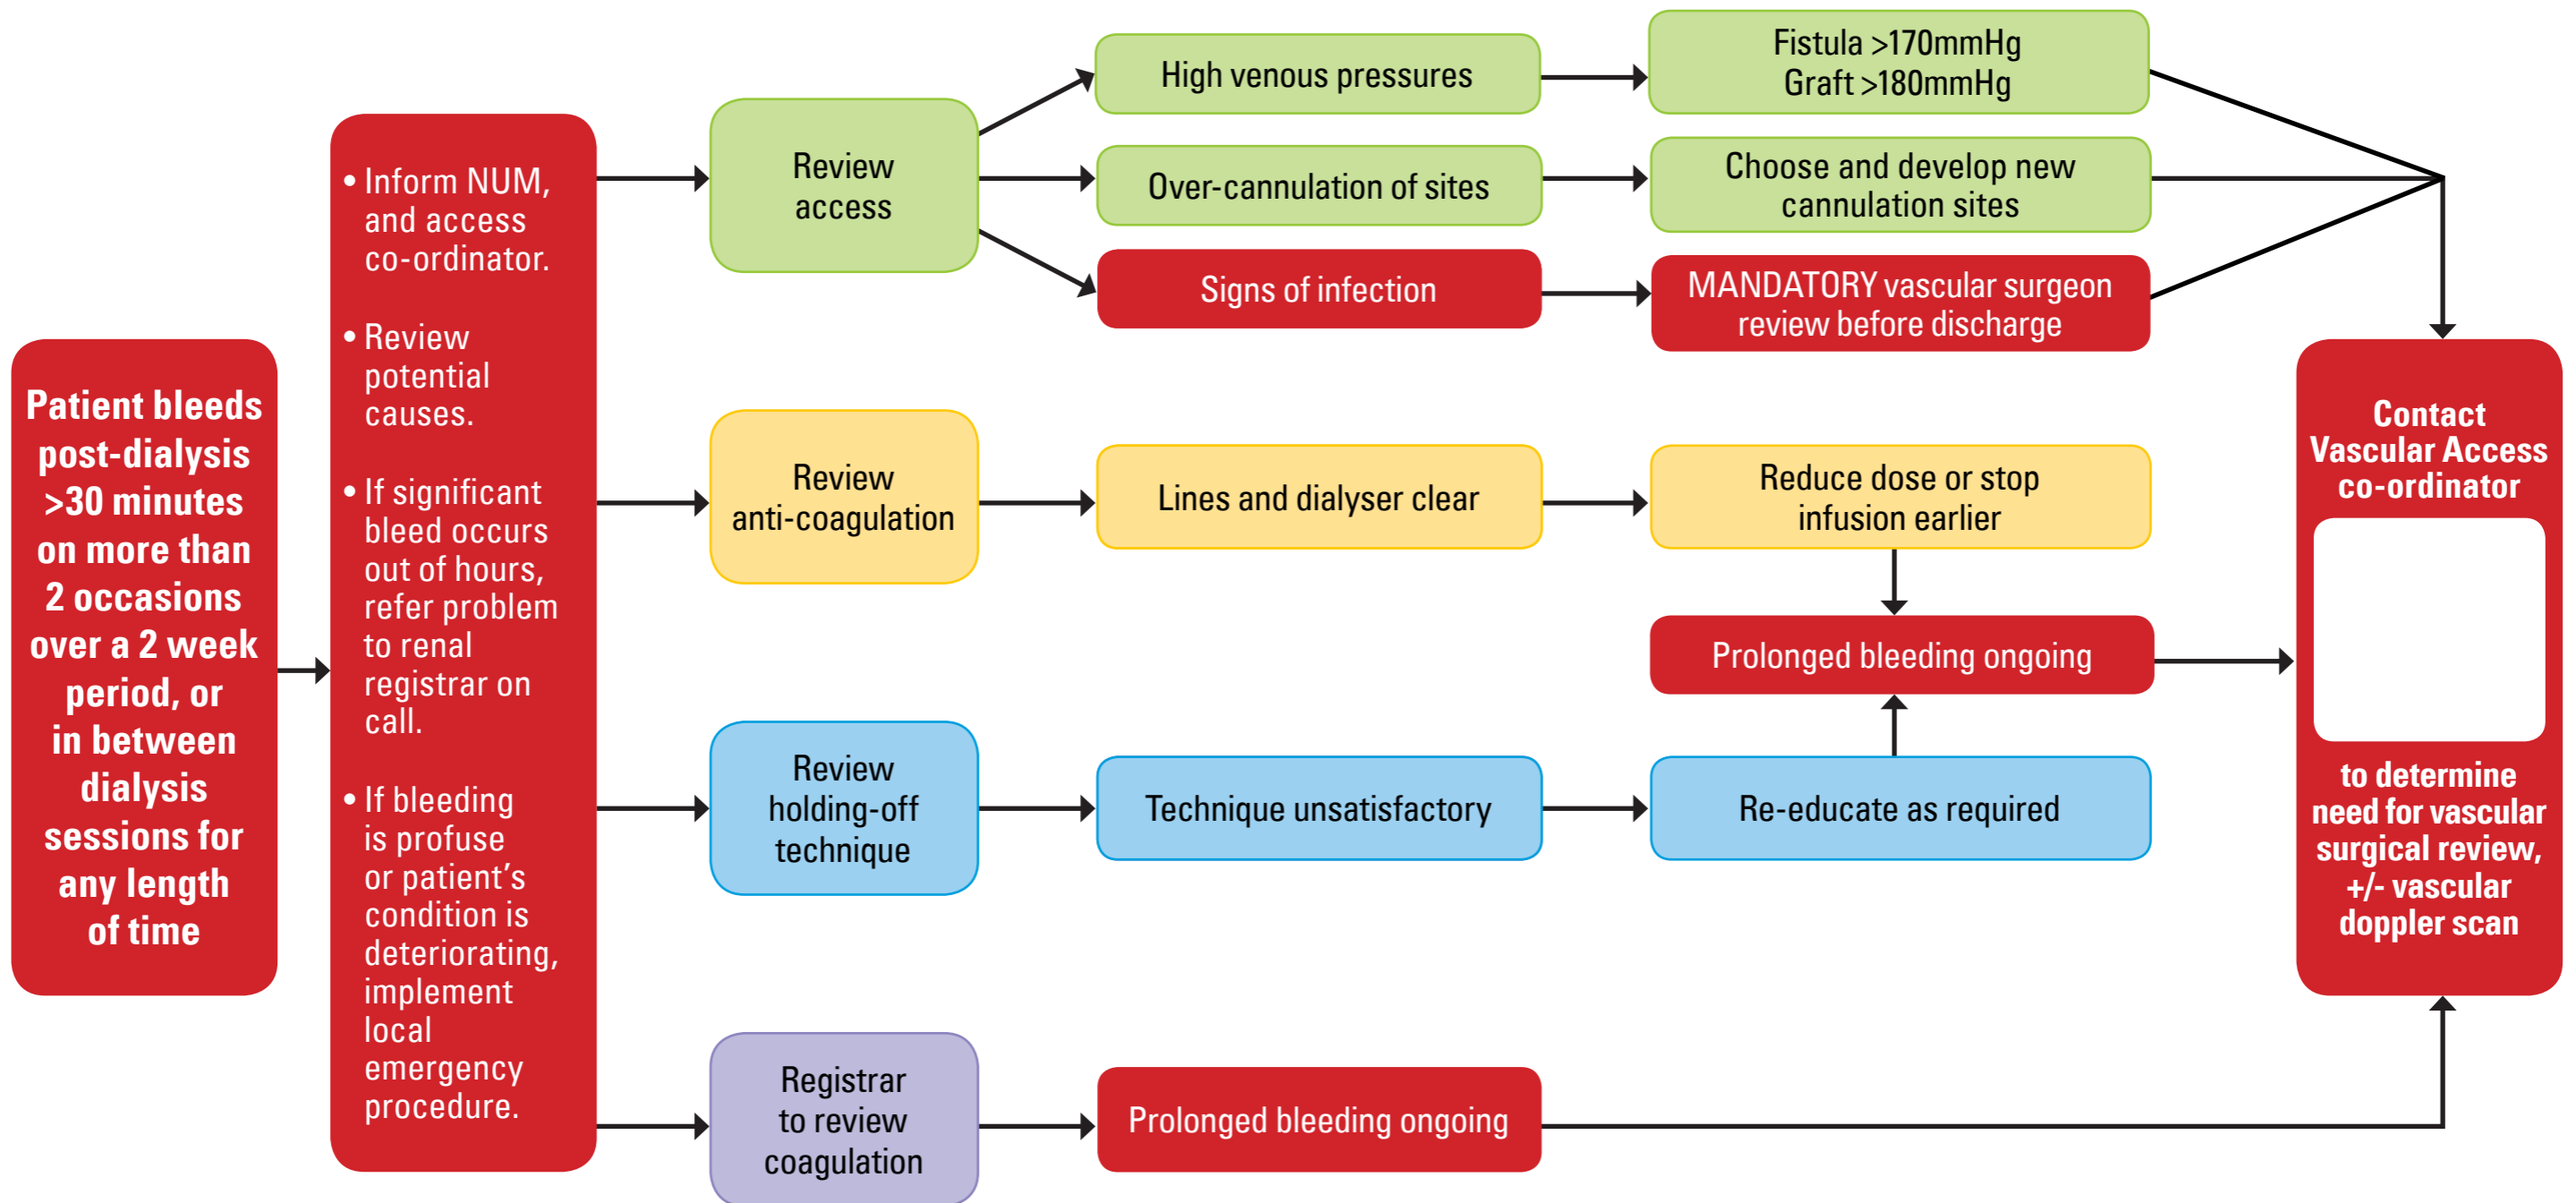 Patient bleeds
post-dialysis
>30 minutes
on more than
2 occasions
over a 2 week
period, or
in between
dialysis
sessions for
any length
of time
• Inform NUM,
and access
co-ordinator.
• Review
potential
causes.
• If significant
bleed occurs
out of hours,
refer problem
to renal
registrar on
call.
• If bleeding
is profuse
or patient's
condition is
deteriorating,
implement
local
emergency
procedure.
Review
access
High venous pressures
Fistula >170mmHg
Graft >180mmHg
Over-cannulation of sites
Choose and develop new
cannulation sites
Signs of infection
MANDATORY vascular surgeon
review before discharge
Review
anti-coagulation
Lines and dialyser clear
Reduce dose or stop
infusion earlier
Prolonged bleeding ongoing
Review
holding-off
technique
Technique unsatisfactory
Re-educate as required
Registrar
to review
coagulation
Prolonged bleeding ongoing
Contact
Vascular Access
co-ordinator
to determine
need for vascular
surgical review,
+/- vascular
doppler scan